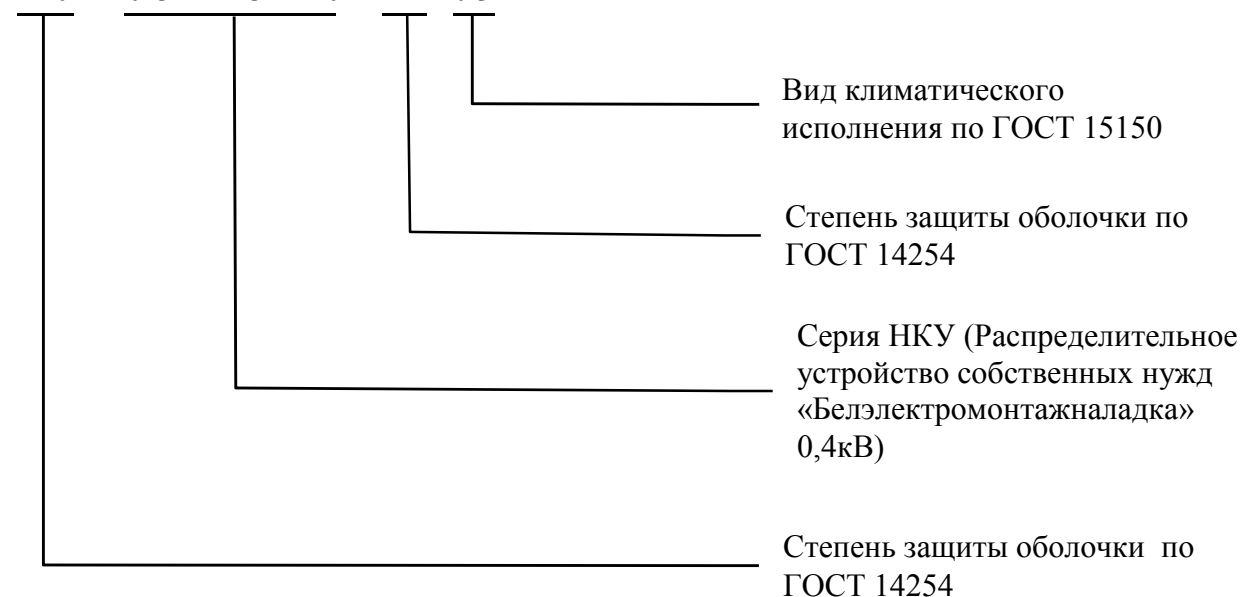 Вид климатического
исполнения по ГОСТ 15150
Степень защиты оболочки по
ГОСТ 14254
Серия НКУ (Распределительное
устройство собственных нужд
«Белэлектромонтажналадка»
0,4кВ)
Степень защиты оболочки по
ГОСТ 14254